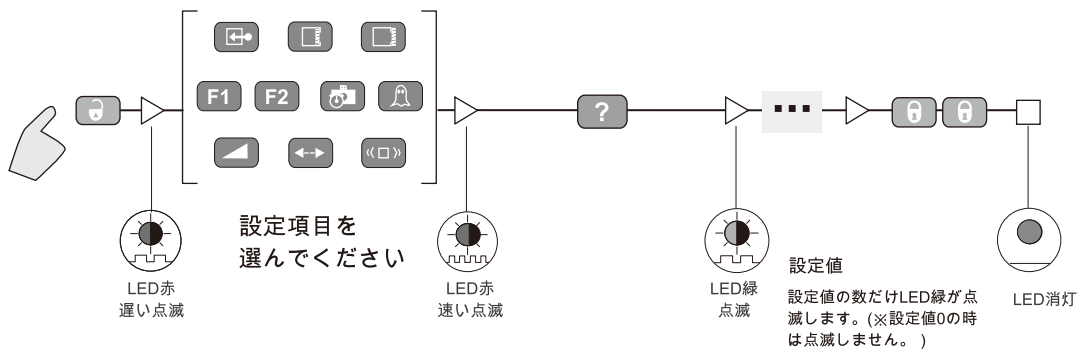 F1
F2
?
設定項目を
選んでください
LED赤
遅い点滅
LED赤
速い点滅
LED緑
点滅
設定値
設定値の数だけLED緑が点
滅します。(※設定値0の時
は点滅しません。 )
LED消灯